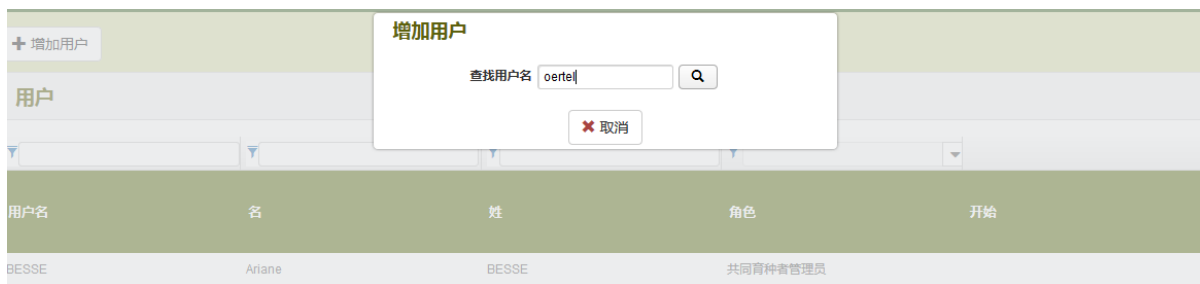 增加用户
查找用户名 oertel
取消
增加用户
用户
用户名 名 姓 角色 开始
BESSE Ariane BESSE 共同育种者管理员